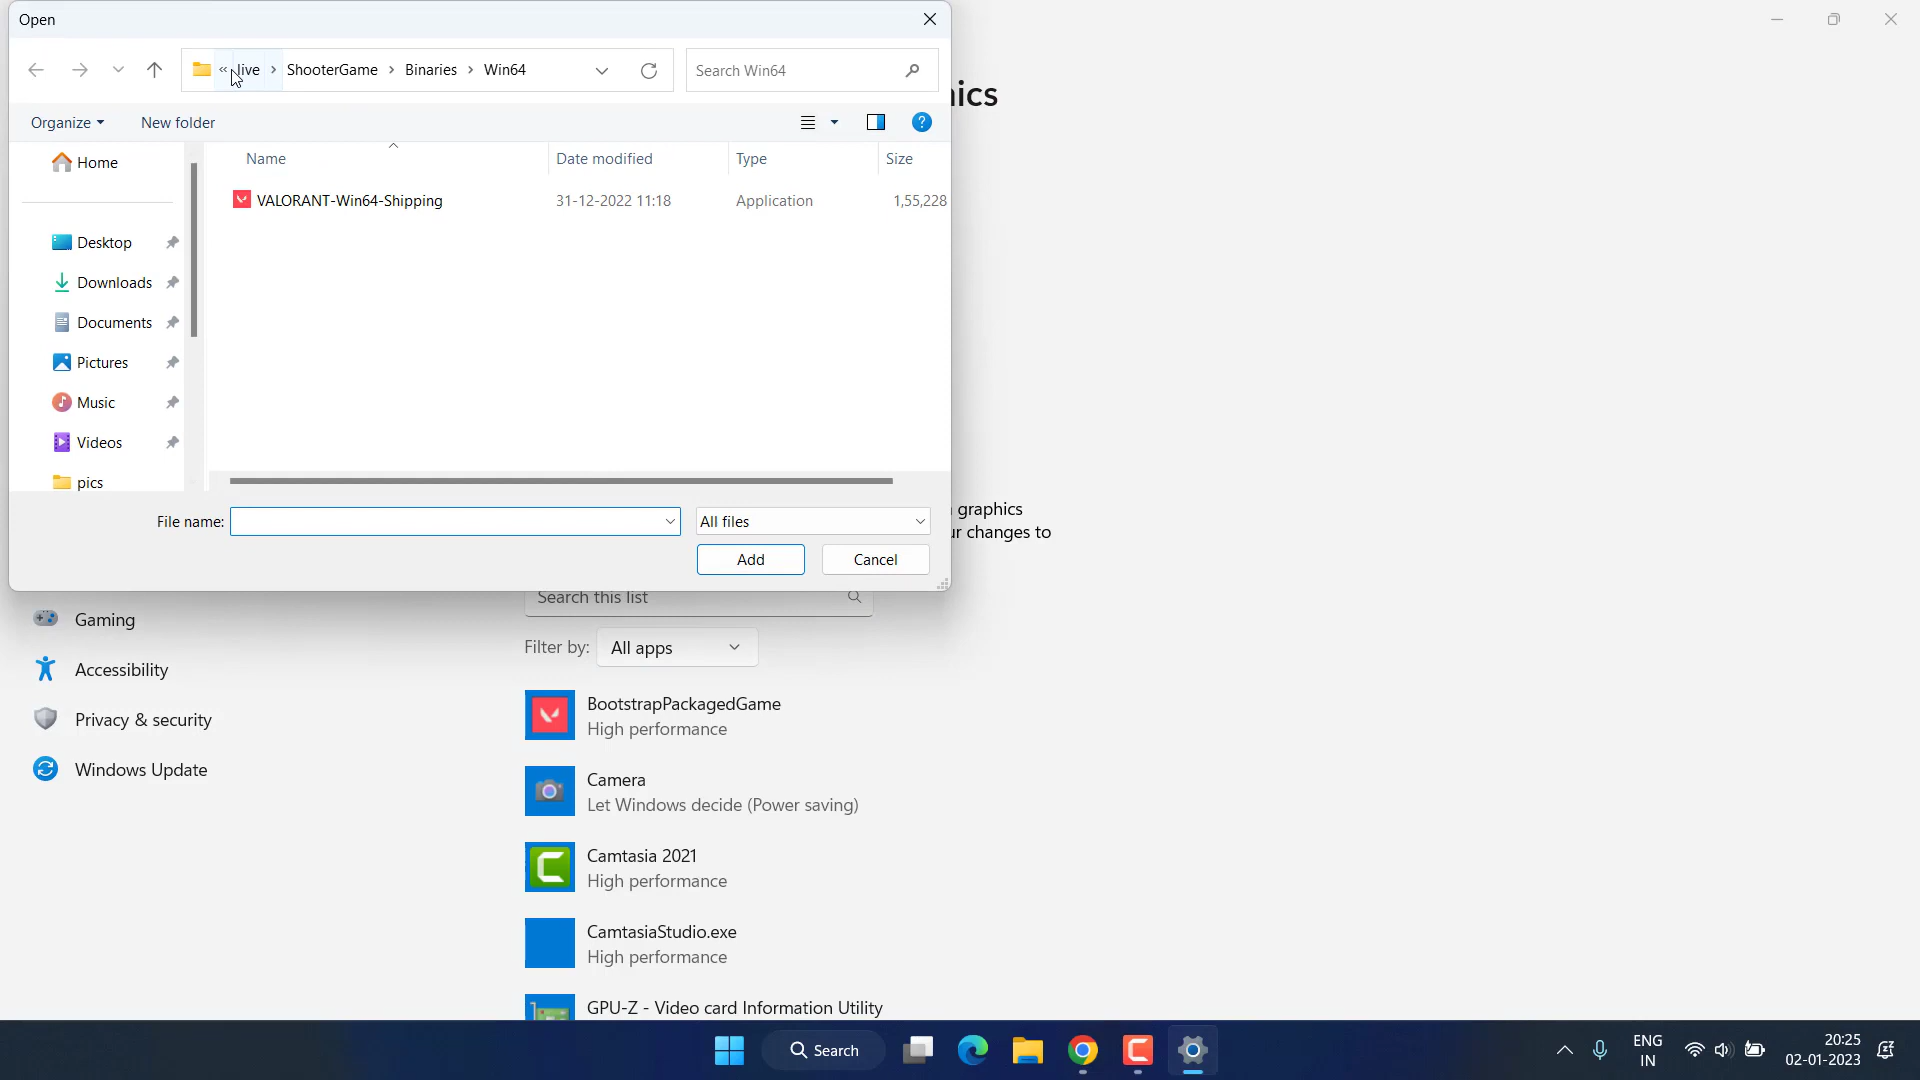 Open
« live › ShooterGame › Binaries › Win64
Search Win64
Organize
New folder
Name
Date modified
Type
Size
VALORANT-Win64-Shipping
31-12-2022 11:18
Application
1,55,228
Home
Desktop
Downloads
Documents
Pictures
Music
Videos
pics
File name:
All files
Add
Cancel
ics
graphics
ur changes to
Search this list
Filter by:
All apps
Gaming
Accessibility
Privacy & security
Windows Update
BootstrapPackagedGame
High performance
Camera
Let Windows decide (Power saving)
Camtasia 2021
High performance
CamtasiaStudio.exe
High performance
GPU-Z - Video card Information Utility
Search
ENG
IN
20:25
02-01-2023